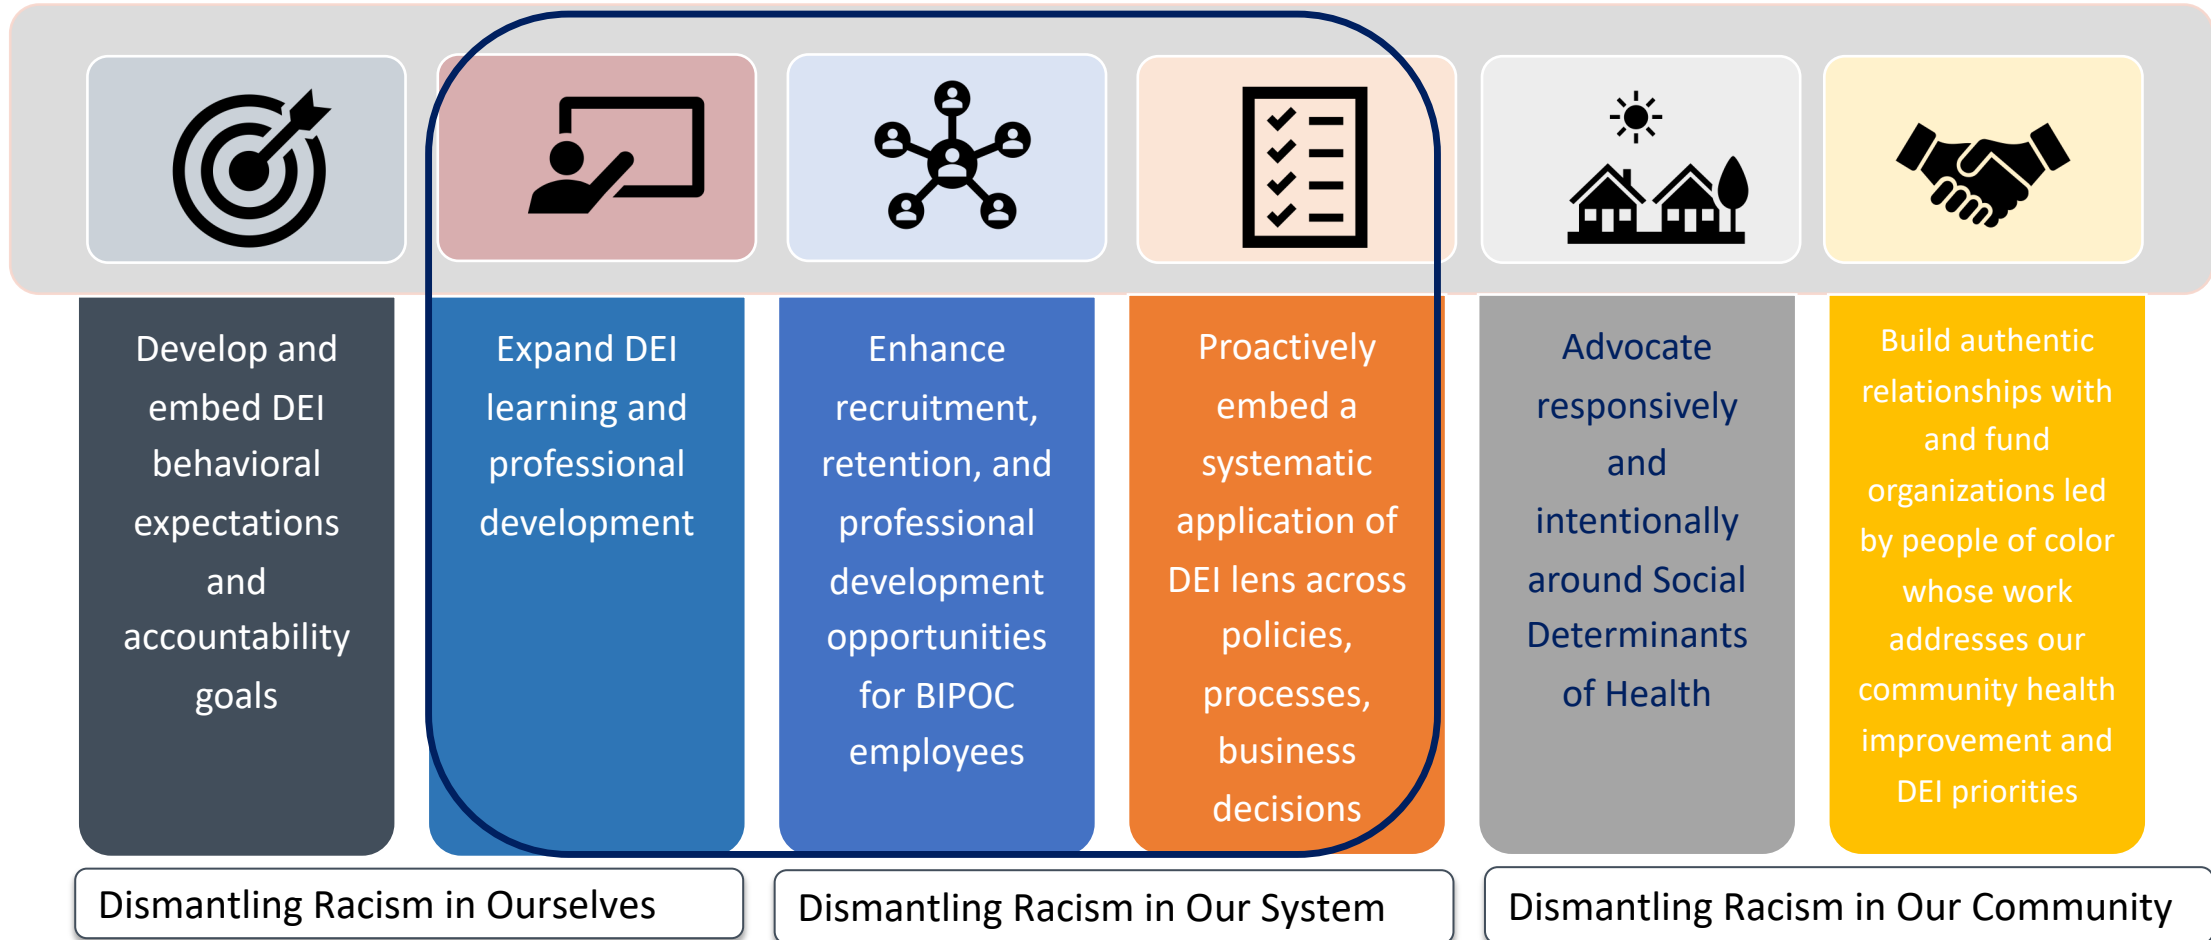 Develop and
embed DEI
behavioral
expectations
and
accountability
goals
Expand DEI
learning and
professional
development
Enhance
recruitment,
retention, and
professional
development
opportunities
for BIPOC
employees
Proactively
embed a
systematic
application of
DEI lens across
policies,
processes,
business
decisions
Advocate
responsively
and
intentionally
around Social
Determinants
of Health
Build authentic
relationships with
and fund
organizations led
by people of color
whose work
addresses our
community health
improvement and
DEI priorities
Dismantling Racism in Ourselves
Dismantling Racism in Our System
Dismantling Racism in Our Community